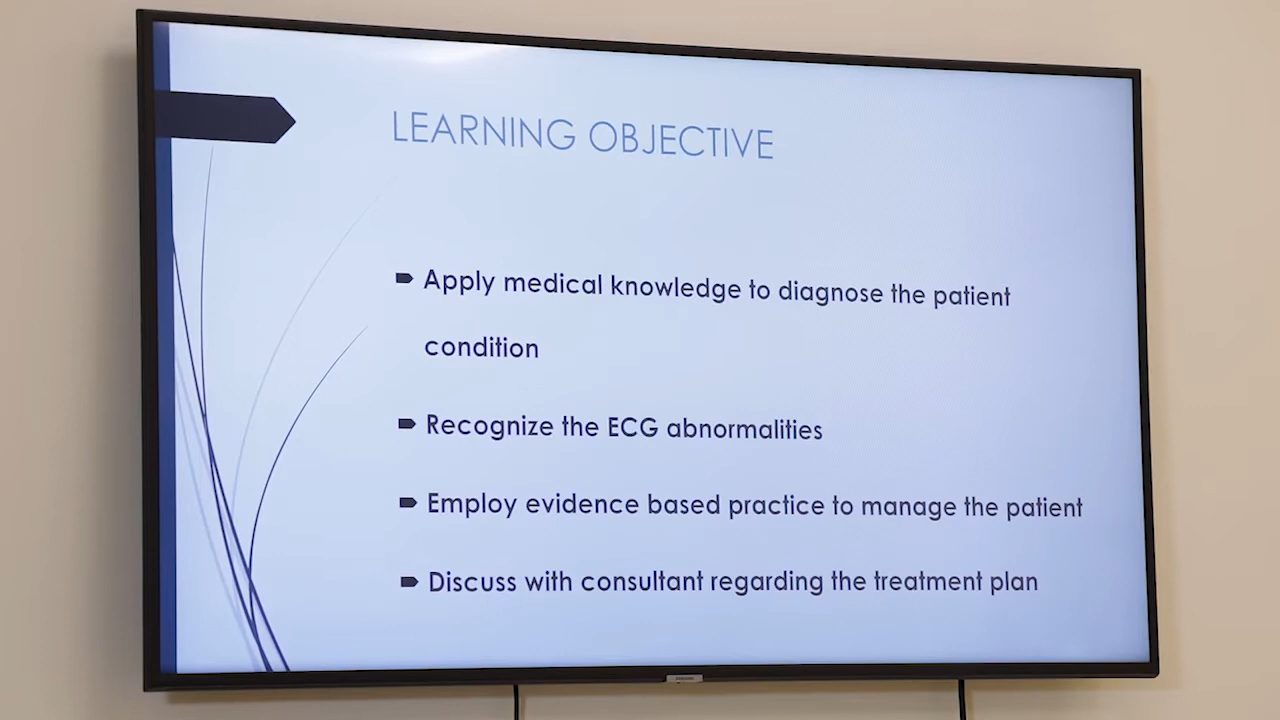 LEARNING OBJECTIVE
Apply medical knowledge to diagnose the patient
condition
Recognize the ECG abnormalities
Employ evidence based practice to manage the patient
Discuss with consultant regarding the treatment plan